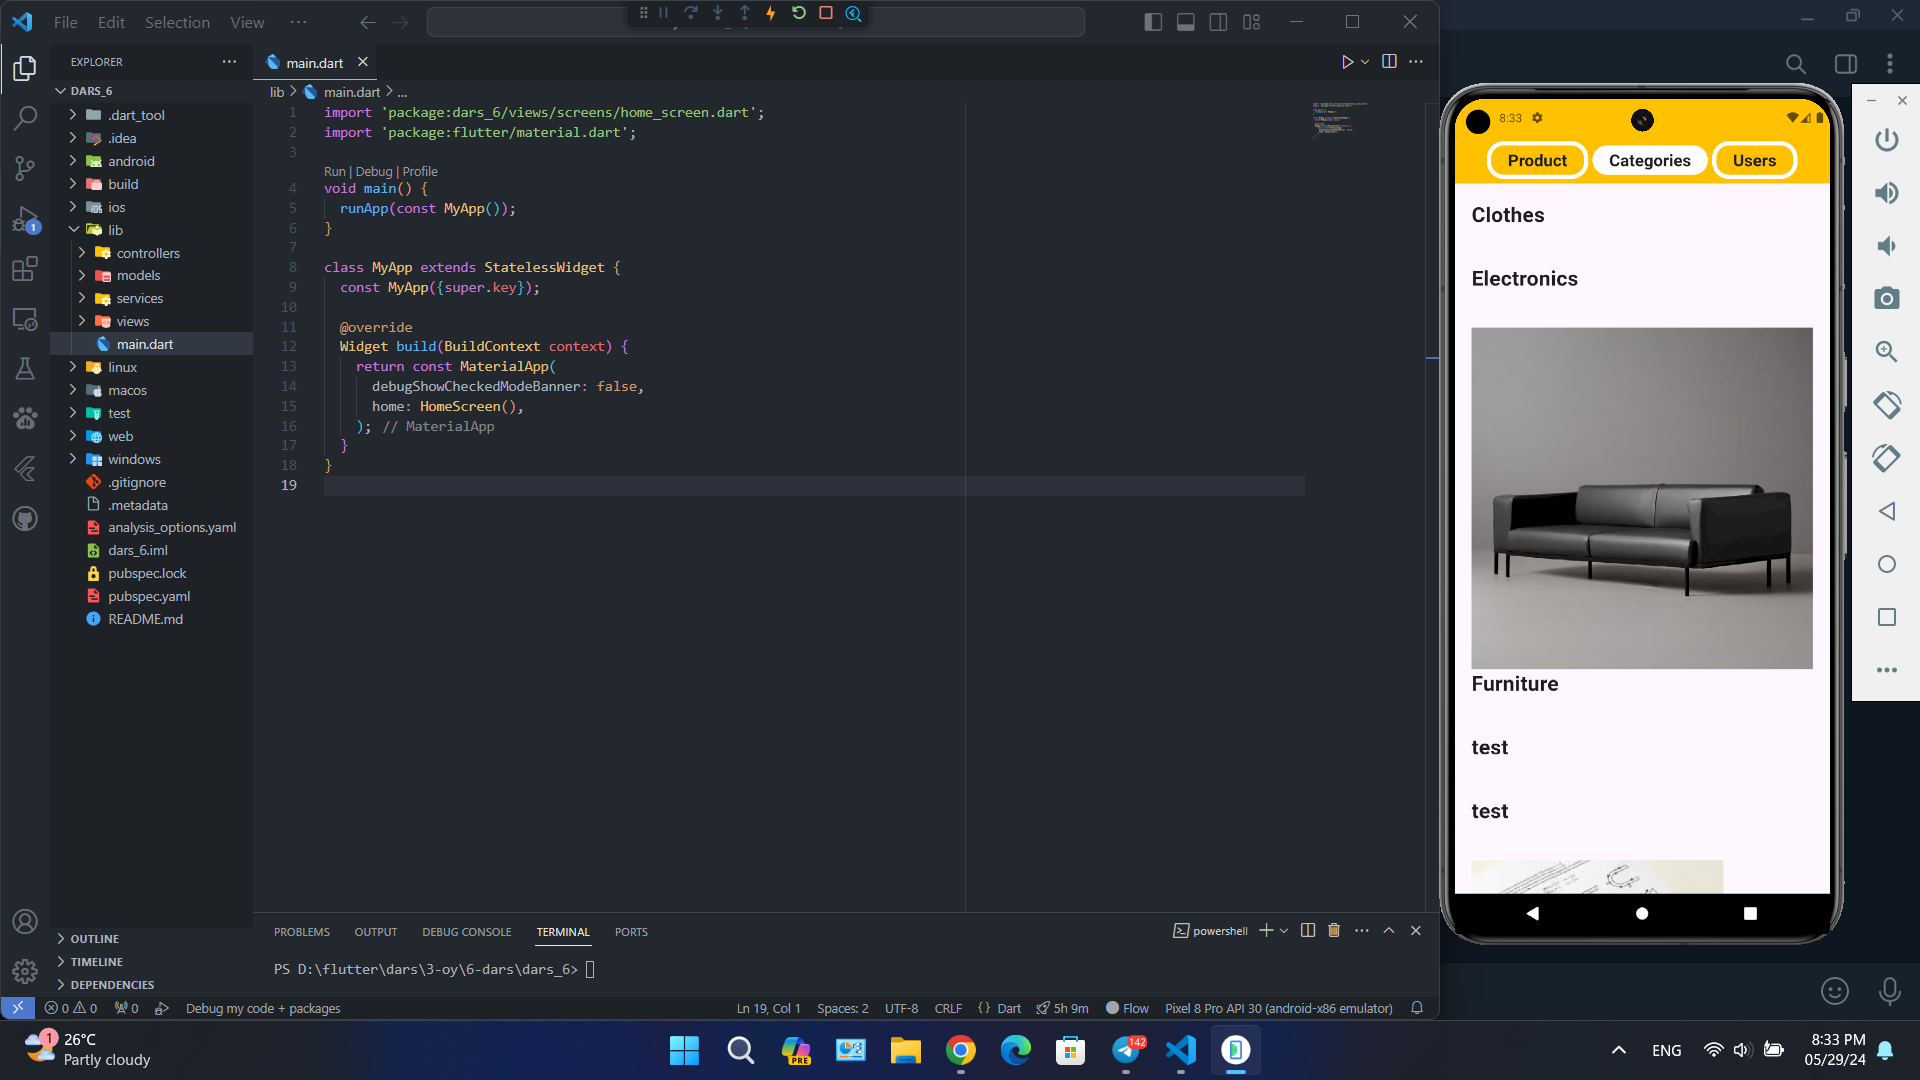 File Edit Selection View ···
EXPLORER
DARS_6
.dart_tool
.idea
android
build
ios
lib
controllers
models
services
views
main.dart
linux
macos
test
web
windows
.gitignore
.metadata
analysis_options.yaml
dars_6.iml
pubspec.lock
pubspec.yaml
README.md
OUTLINE
TIMELINE
DEPENDENCIES
1
main.dart
lib > main.dart > ...
1 import 'package:dars_6/views/screens/home_screen.dart';
2 import 'package:flutter/material.dart';
3
Run | Debug | Profile
4 void main() {
5 runApp(const MyApp());
6 }
7
8 class MyApp extends StatelessWidget {
9 const MyApp({super.key});
10
11 @override
12 Widget build(BuildContext context) {
13 return const MaterialApp(
14 debugShowCheckedModeBanner: false,
15 home: HomeScreen(),
16 ); // MaterialApp
17 }
18 }
19
PROBLEMS OUTPUT DEBUG CONSOLE TERMINAL PORTS
powershell
PS D:\flutter\dars\3-oy\6-dars\dars_6>
0 0 0 Debug my code + packages
Ln 19, Col 1 Spaces: 2 UTF-8 CRLF {} Dart 5h 9m Flow Pixel 8 Pro API 30 (android-x86 emulator)
8:33
Product Categories Users
Clothes
Electronics
Furniture
test
test
1
26°C
Partly cloudy
PRE
142
ENG
8:33 PM
05/29/24